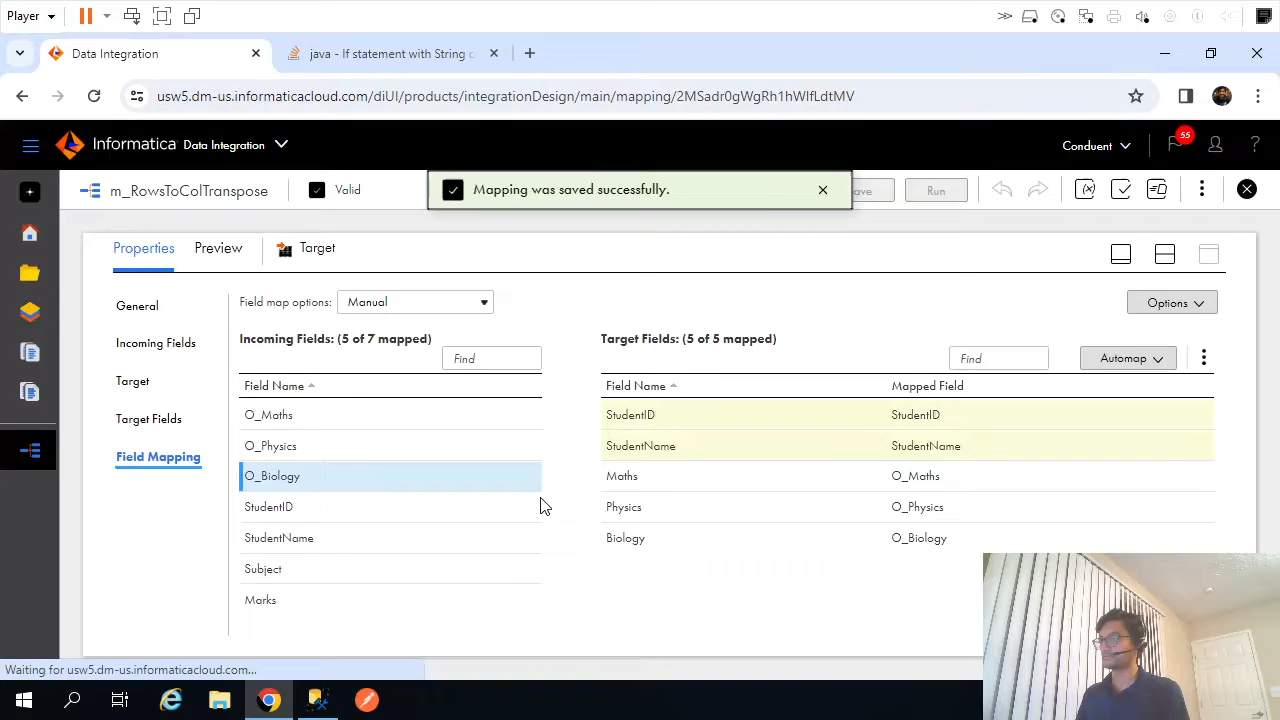 Player
Data Integration
java - If statement with String c
usw5.dm-us.informaticacloud.com/diUI/products/integrationDesign/main/mapping/2MSadr0gWgRh1hWlfLdtMV
Informatica Data Integration
Conduent
55
m_RowsToColTranspose
Valid
Mapping was saved successfully.
ave
Run
Properties
Preview
Target
General
Incoming Fields
Target
Target Fields
Field Mapping
Field map options: Manual
Options
Incoming Fields: (5 of 7 mapped)
Find
Field Name
O_Maths
O_Physics
O_Biology
StudentID
StudentName
Subject
Marks
Target Fields: (5 of 5 mapped)
Find
Automap
Field Name Mapped Field
StudentID StudentID
StudentName StudentName
Maths O_Maths
Physics O_Physics
Biology O_Biology
Waiting for usw5.dm-us.informaticacloud.com...